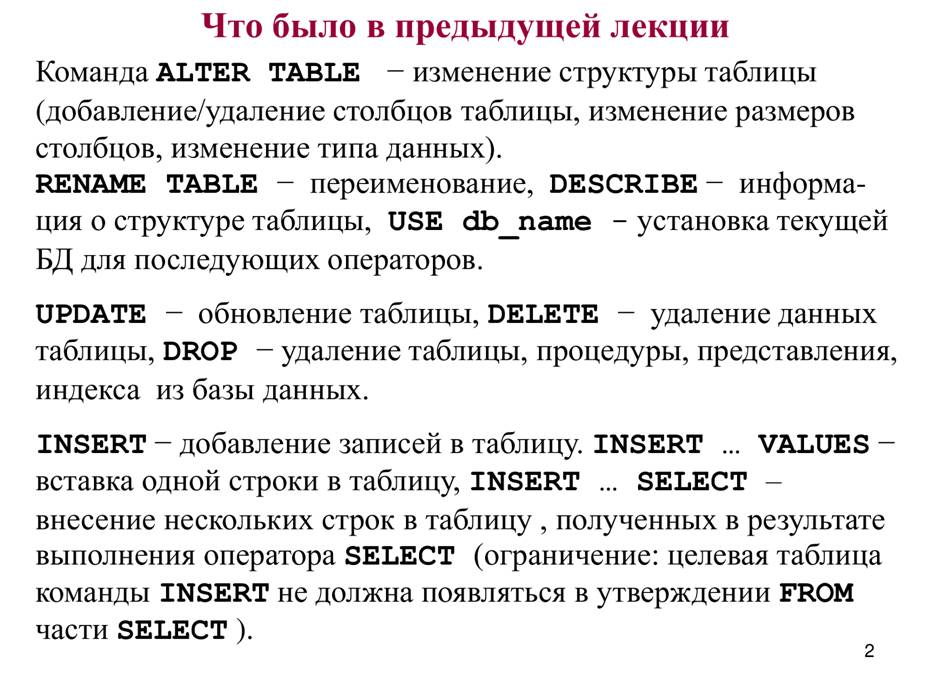 Что было в предыдущей лекции
Команда ALTER TABLE − изменение структуры таблицы
(добавление/удаление столбцов таблицы, изменение размеров
столбцов, изменение типа данных).
RENAME TABLE − переименование, DESCRIBE − информа-
ция о структуре таблицы, USE db_name – установка текущей
БД для последующих операторов.
UPDATE − обновление таблицы, DELETE − удаление данных
таблицы, DROP − удаление таблицы, процедуры, представления,
индекса из базы данных.
INSERT − добавление записей в таблицу. INSERT … VALUES −
вставка одной строки в таблицу, INSERT … SELECT –
внесение нескольких строк в таблицу , полученных в результате
выполнения оператора SELECT (ограничение: целевая таблица
команды INSERT не должна появляться в утверждении FROM
части SELECT ).
2